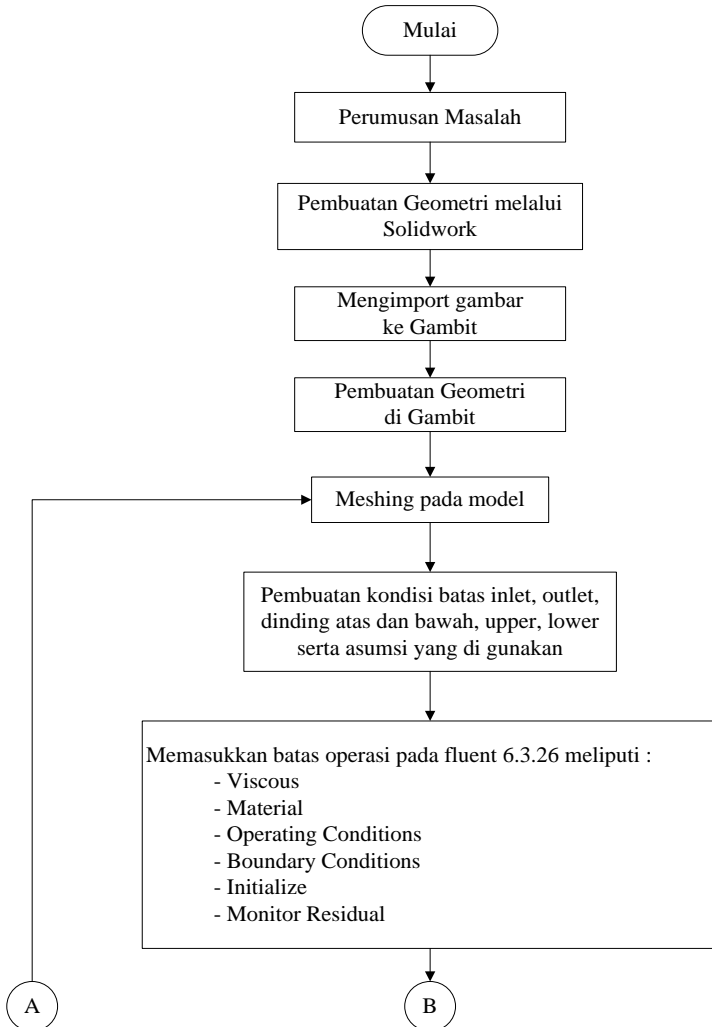 Mulai
Perumusan Masalah
Pembuatan Geometri melalui
Solidwork
Mengimport gambar
ke Gambit
Pembuatan Geometri
di Gambit
Meshing pada model
Pembuatan kondisi batas inlet, outlet,
dinding atas dan bawah, upper, lower
serta asumsi yang di gunakan
Memasukkan batas operasi pada fluent 6.3.26 meliputi :
- Viscous
- Material
- Operating Conditions
- Boundary Conditions
- Initialize
- Monitor Residual
A
B